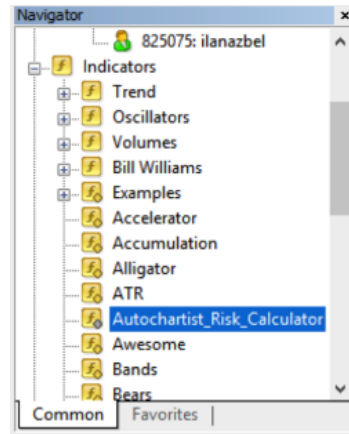 Navigator
825075: ilanazbel
Indicators
Trend
Oscillators
Volumes
Bill Williams
Examples
Accelerator
Accumulation
Alligator
ATR
Autochartist_Risk_Calculator
Awesome
Bands
Bears
Common Favorites